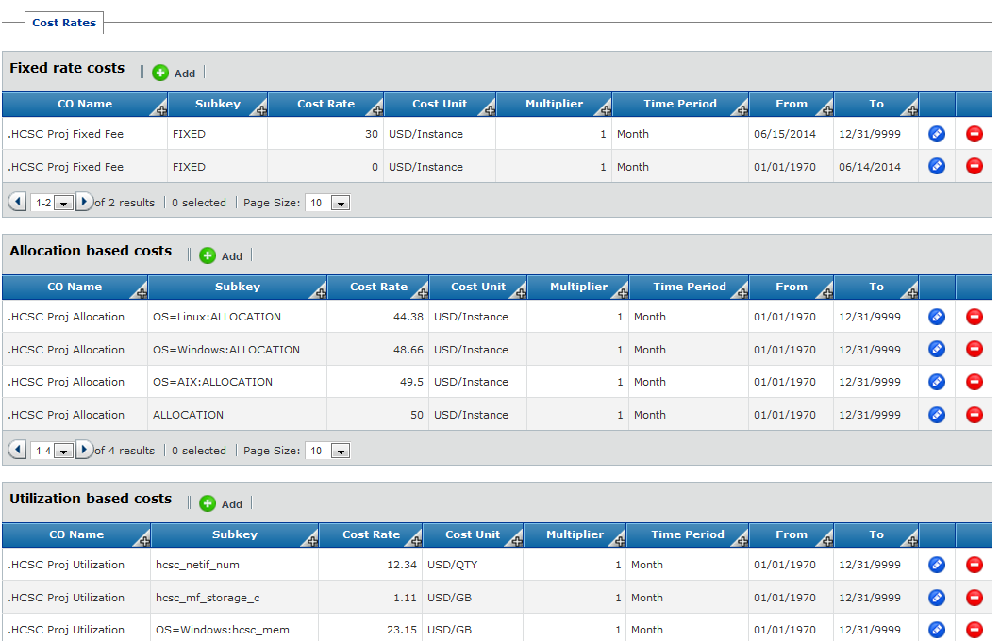 Cost Rates
Fixed rate costs Add
CO Name Subkey Cost Rate Cost Unit Multiplier Time Period From To
.HCSC Proj Fixed Fee FIXED 30 USD/Instance 1 Month 06/15/2014 12/31/9999
.HCSC Proj Fixed Fee FIXED 0 USD/Instance 1 Month 01/01/1970 06/14/2014
1-2 of 2 results 0 selected Page Size: 10
Allocation based costs Add
CO Name Subkey Cost Rate Cost Unit Multiplier Time Period From To
.HCSC Proj Allocation OS=Linux:ALLOCATION 44.38 USD/Instance 1 Month 01/01/1970 12/31/9999
.HCSC Proj Allocation OS=Windows:ALLOCATION 48.66 USD/Instance 1 Month 01/01/1970 12/31/9999
.HCSC Proj Allocation OS=AIX:ALLOCATION 49.5 USD/Instance 1 Month 01/01/1970 12/31/9999
.HCSC Proj Allocation ALLOCATION 50 USD/Instance 1 Month 01/01/1970 12/31/9999
1-4 of 4 results 0 selected Page Size: 10
Utilization based costs Add
CO Name Subkey Cost Rate Cost Unit Multiplier Time Period From To
.HCSC Proj Utilization hcsc_netif_num 12.34 USD/QTY 1 Month 01/01/1970 12/31/9999
.HCSC Proj Utilization hcsc_mf_storage_c 1.11 USD/GB 1 Month 01/01/1970 12/31/9999
.HCSC Proj Utilization OS=Windows:hcsc_mem 23.15 USD/GB 1 Month 01/01/1970 12/31/9999